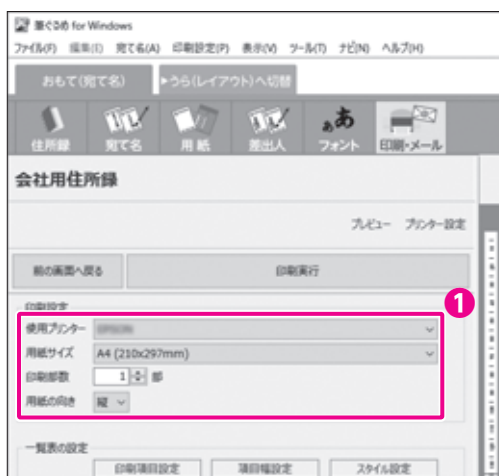 筆ぐるめ for Windows
ファイル(F) 編集(E) 宛て名(A) 印刷設定(P) 表示(V) ツール(T) ナビ(N) ヘルプ(H)
おもて(宛て名) ▶うら(レイアウト)へ切替
住所録 宛て名 用紙 差出人 フォント 印刷・メール
会社用住所録
プレビュー プリンター設定
前の画面へ戻る 印刷実行
1
印刷設定
使用プリンター EPSON
用紙サイズ A4 (210x297mm)
印刷部数 1 部
用紙の向き 縦
一覧表の設定
印刷項目設定 項目幅設定 スタイル設定